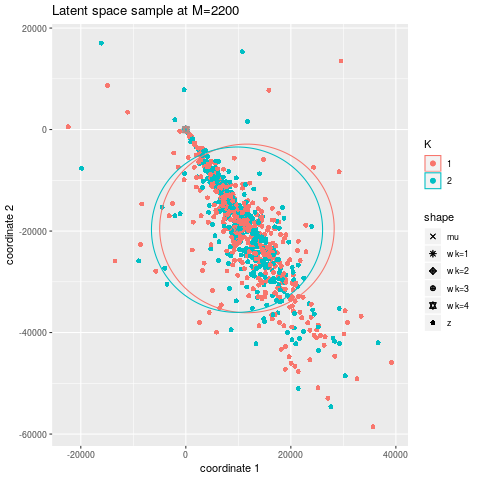 Latent space sample at M=2200
20000
0
-20000
-40000
-60000
coordinate 2
-20000
0
20000
40000
coordinate 1
K
1
2
shape
mu
w k=1
w k=2
w k=3
w k=4
z